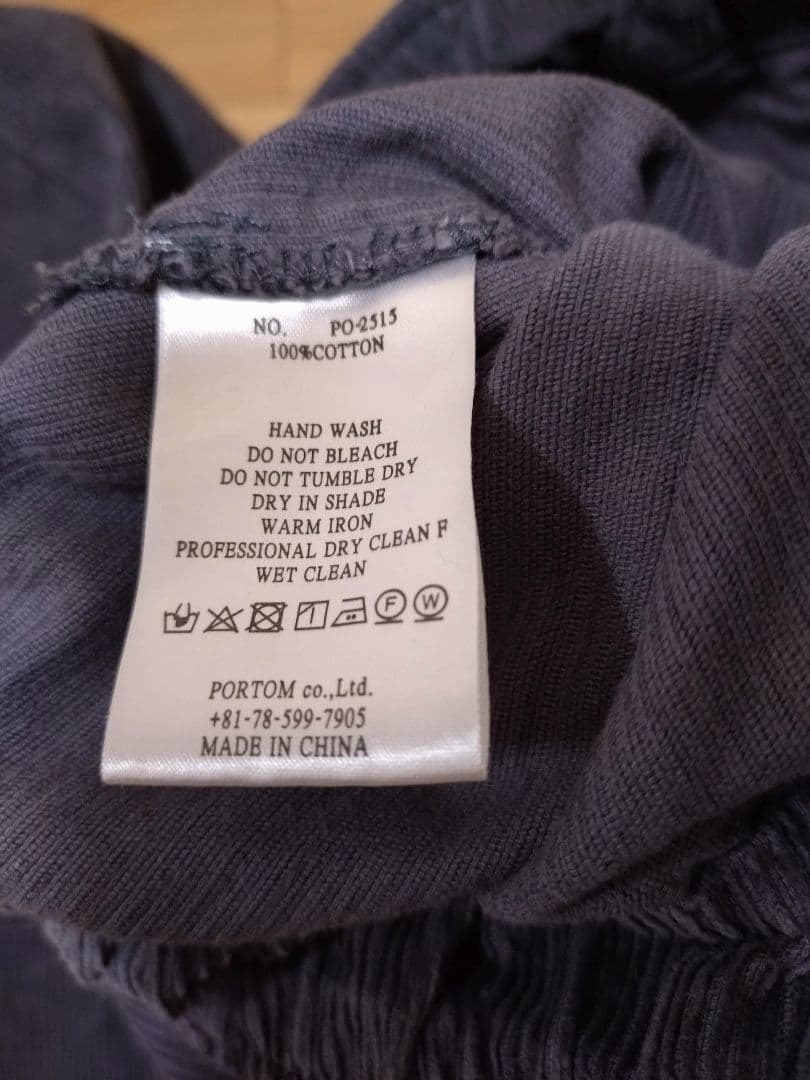 NO. PO-2515
100%COTTON
HAND WASH
DO NOT BLEACH
DO NOT TUMBLE DRY
DRY IN SHADE
WARM IRON
PROFESSIONAL DRY CLEAN F
WET CLEAN
F W
PORTOM co.,Ltd.
+81-78-599-7905
MADE IN CHINA